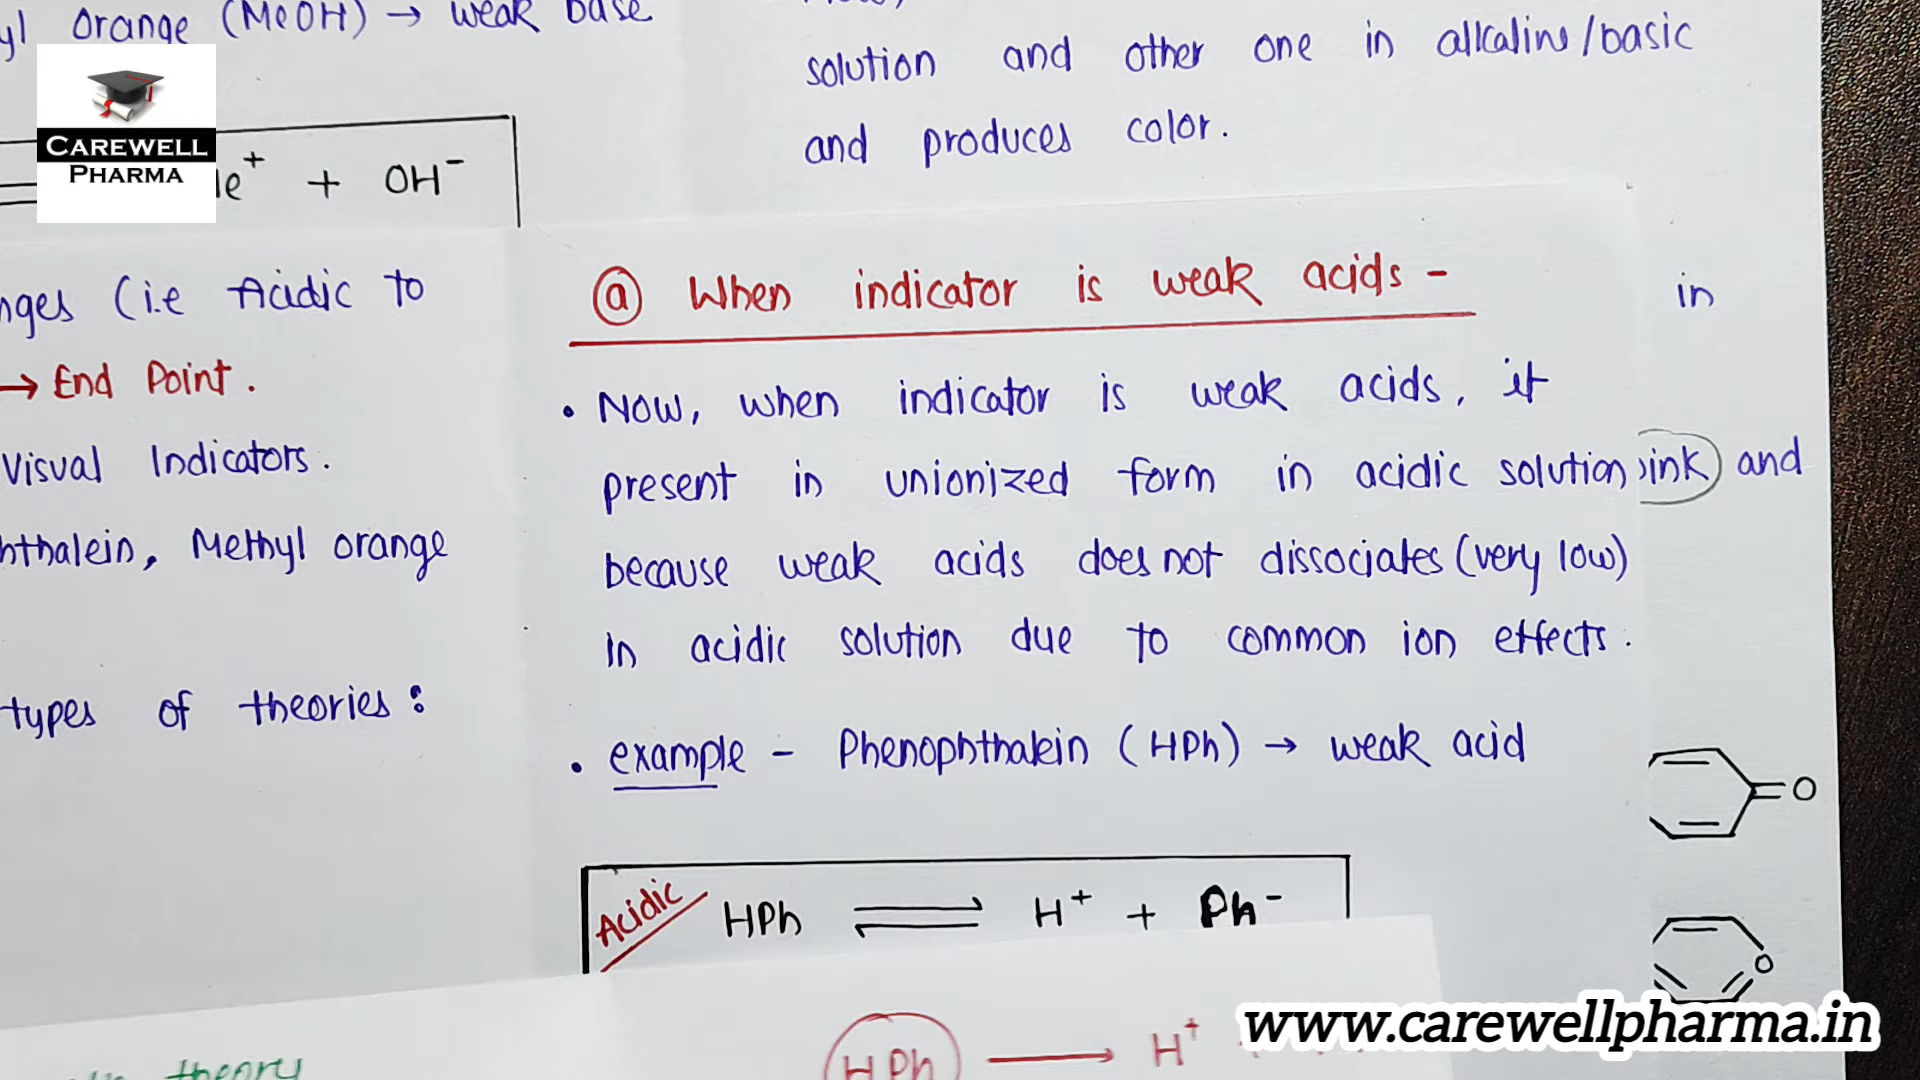 yl Orange (MeOH) → weak base
solution and other one in alkaline/basic
and produces color.
CAREWELL
PHARMA
e⁺ + OH⁻
nges (i.e Acidic to
→ End Point.
Visual Indicators.
hthalein, Methyl orange
types of theories:
ⓐ When indicator is weak acids -
in
• Now, when indicator is weak acids, it
present in unionized form in acidic solution
ink and
because weak acids does not dissociates (very low)
in acidic solution due to common ion effects.
• example - Phenophthalein (HPh) → weak acid
Acidic HPh ⇌ H⁺ + Ph⁻
O
O
HPh → H⁺
theory
www.carewellpharma.in